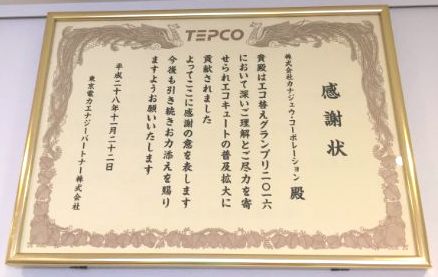 TEPCO
感謝状
株式会社カナジュウ・コーポレーション 殿
貴殿はエコ替えグランプリ二〇一六
において深いご理解とご尽力を寄
せられエコキュートの普及拡大に
貢献されました
よってここに感謝の意を表します
今後も引き続きお力添えを賜り
ますようお願いいたします
平成二十八年十一月二十二日
東京電力エナジーパートナー株式会社